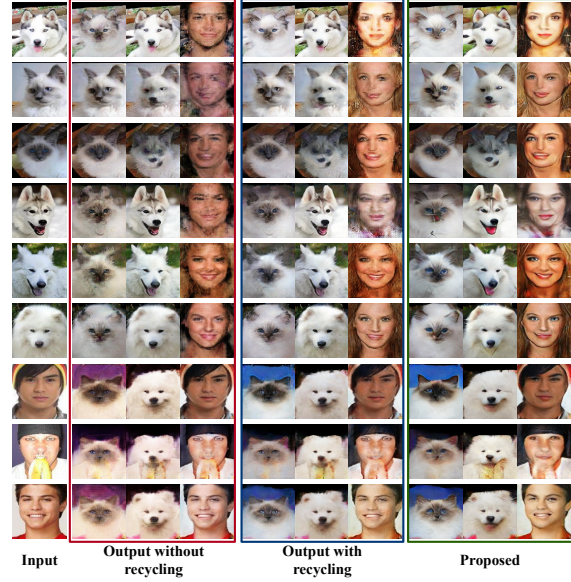 Input
Output without
recycling
Output with
recycling
Proposed